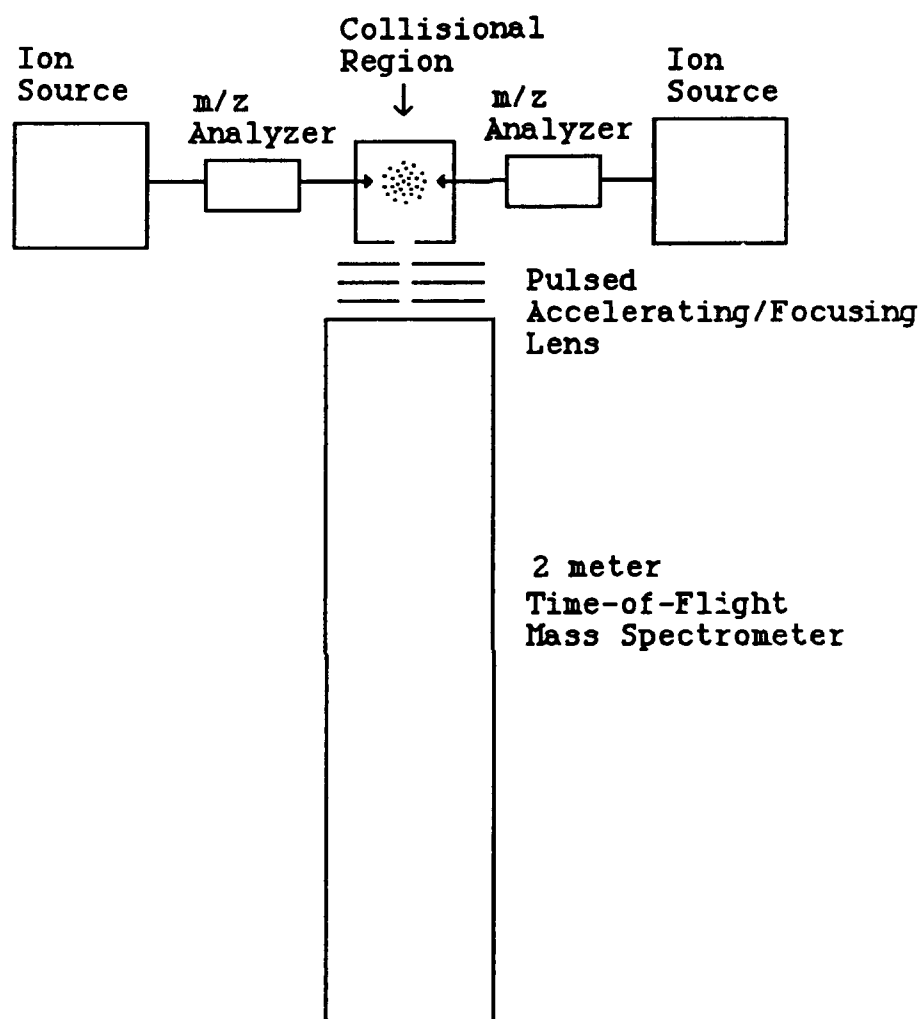 Ion
Source
m/z
Analyzer
Collisional
Region
m/z
Analyzer
Ion
Source
Pulsed
Accelerating/Focusing
Lens
2 meter
Time-of-Flight
Mass Spectrometer